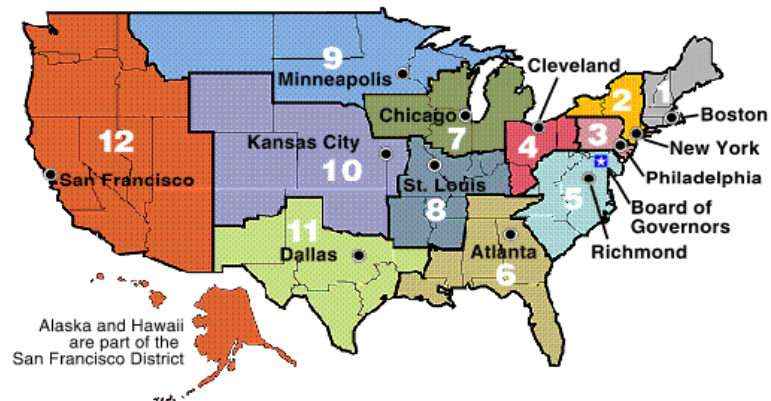 9
Minneapolis
Cleveland
2
1
Chicago
7
Boston
12
Kansas City
4
3
New York
10
San Francisco
St. Louis
Philadelphia
8
5
Board of
Governors
11
Dallas
Atlanta
6
Richmond
Alaska and Hawaii
are part of the
San Francisco District